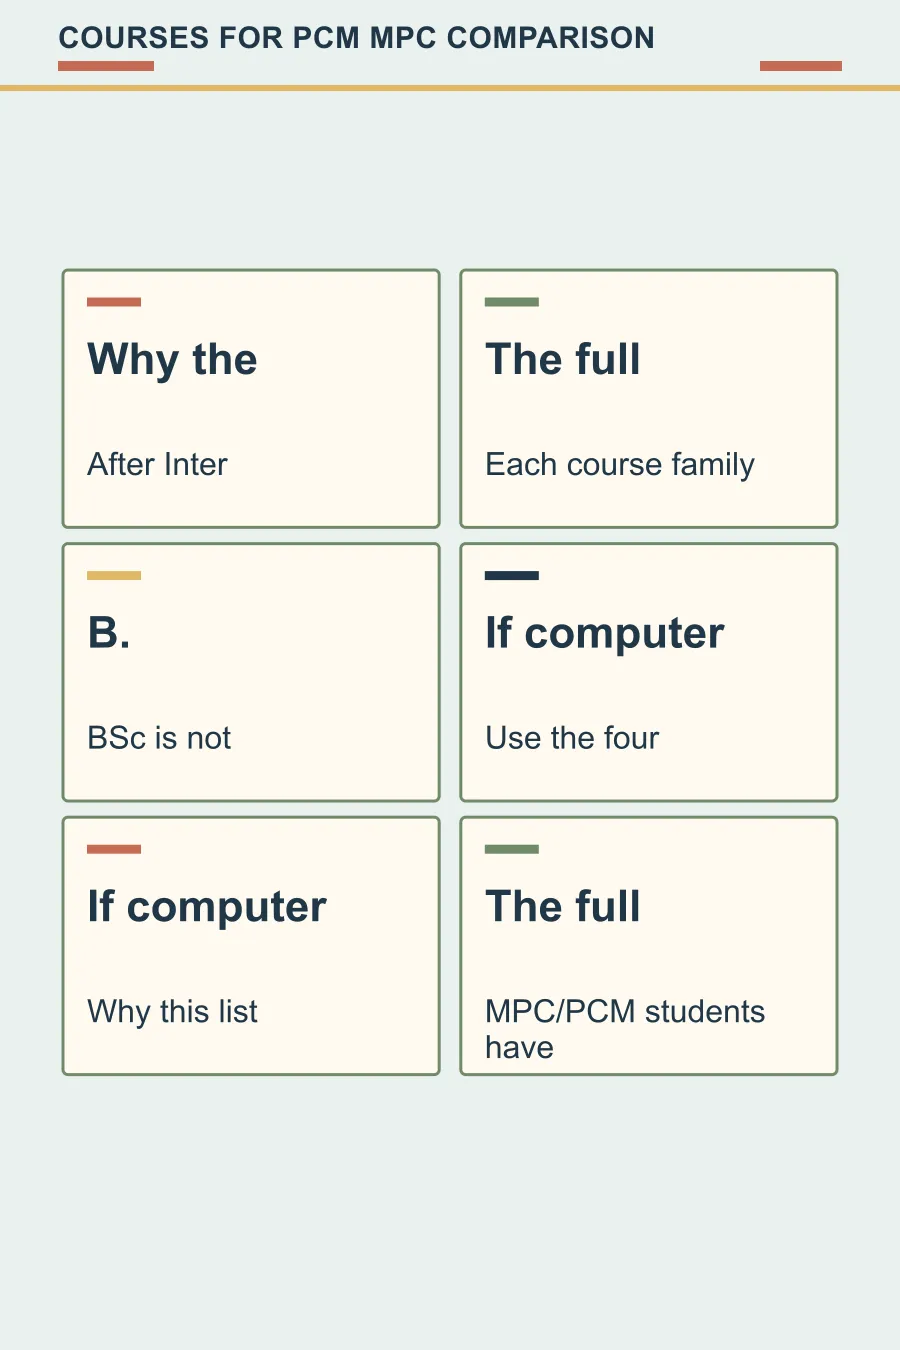 COURSES FOR PCM MPC COMPARISON
Why the
After Inter
The full
Each course family
B.
BSc is not
If computer
Use the four
If computer
Why this list
The full
MPC/PCM students
have